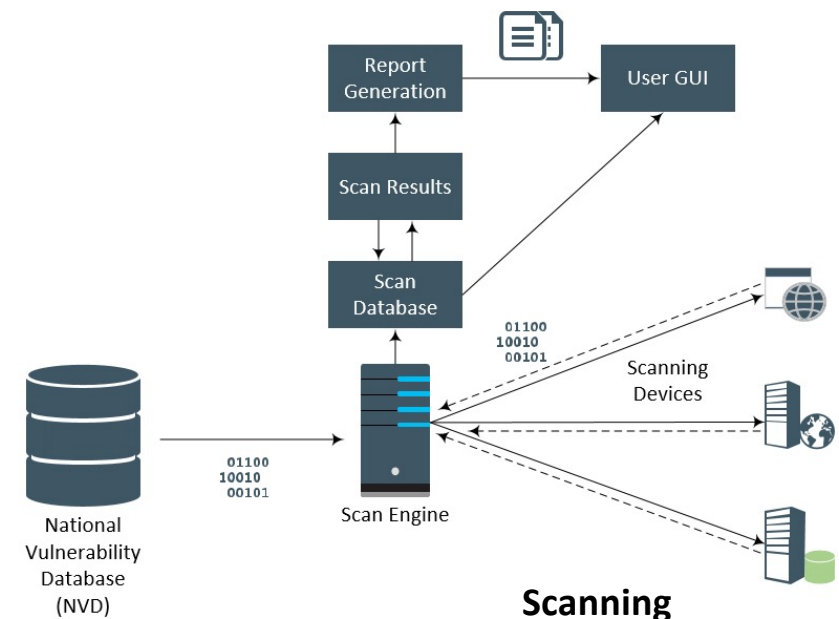 Report
Generation
User GUI
Scan Results
Scan
Database
01100
10010
00101
Scanning
Devices
01100
10010
00101
Scan Engine
National
Vulnerability
Database
(NVD)
Scanning